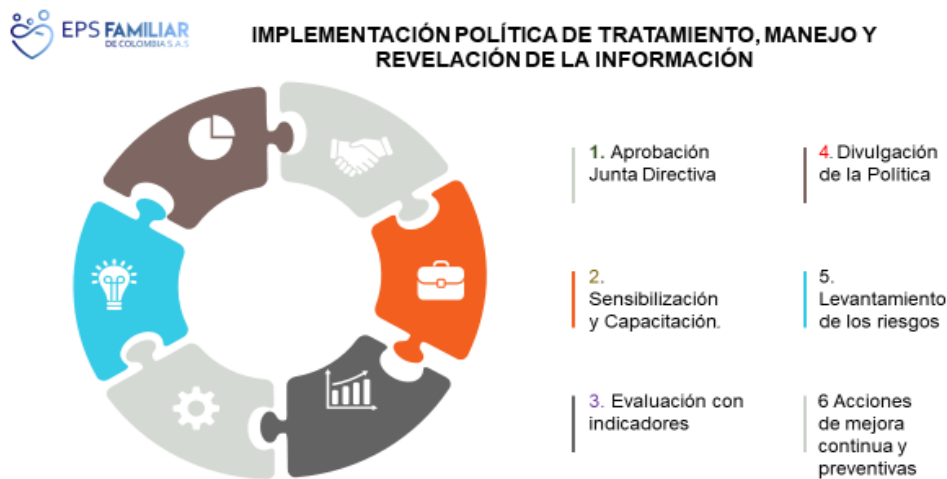 EPS FAMILIAR
DE COLOMBIA S.A.S
IMPLEMENTACIÓN POLÍTICA DE TRATAMIENTO, MANEJO Y
REVELACIÓN DE LA INFORMACIÓN
1. Aprobación
Junta Directiva
2.
Sensibilización
y Capacitación.
3. Evaluación con
indicadores
4. Divulgación
de la Política
5.
Levantamiento
de los riesgos
6 Acciones
de mejora
continua y
preventivas